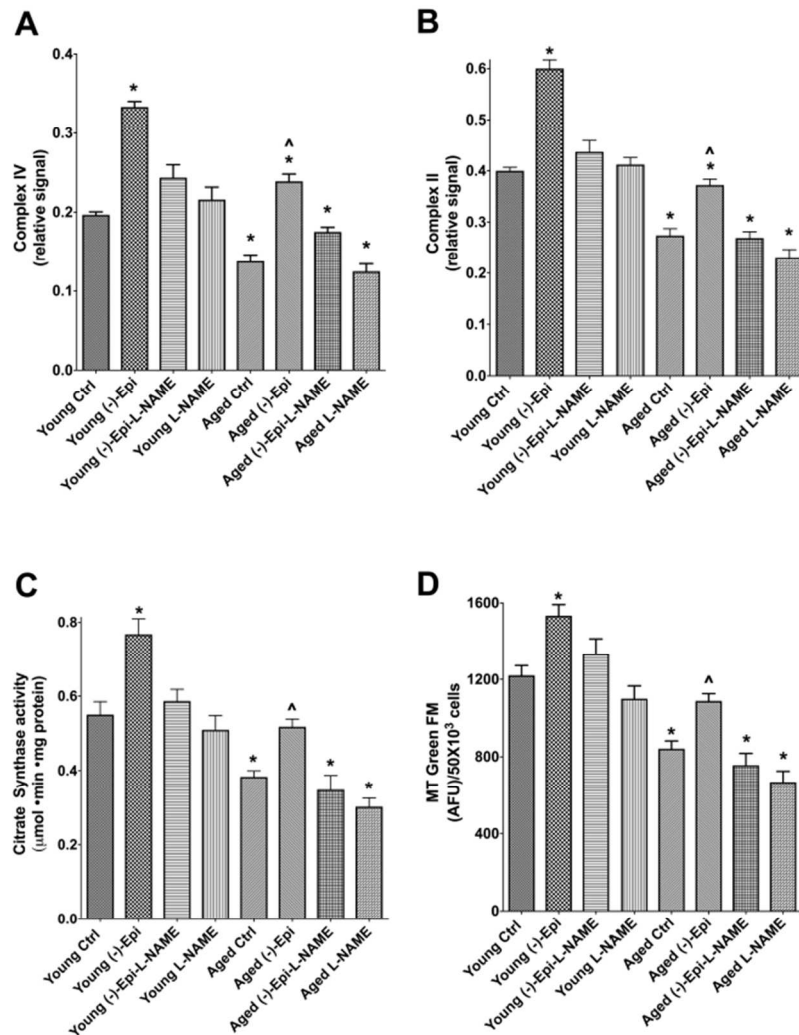 A
Complex IV
(relative signal)
0.4
0.3
0.2
0.1
0.0
*
*
^
*
*
*
Young Ctrl
Young (-)-Epi
Young (-)-Epi-L-NAME
Young L-NAME
Aged Ctrl
Aged (-)-Epi
Aged (-)-Epi-L-NAME
Aged L-NAME
B
Complex II
(relative signal)
0.6
0.4
0.3
0.2
0.0
*
*
^
*
*
*
Young Ctrl
Young (-)-Epi
Young (-)-Epi-L-NAME
Young L-NAME
Aged Ctrl
Aged (-)-Epi
Aged (-)-Epi-L-NAME
Aged L-NAME
C
Citrate Synthase activity
(μmol •min •mg protein)
0.8
0.6
0.4
0.2
0.0
*
*
^
*
*
Young Ctrl
Young (-)-Epi
Young (-)-Epi-L-NAME
Young L-NAME
Aged Ctrl
Aged (-)-Epi
Aged (-)-Epi-L-NAME
Aged L-NAME
D
MT Green FM
(AFU)/50X10³ cells
1600
1200
800
400
0
*
*
^
*
*
Young Ctrl
Young (-)-Epi
Young (-)-Epi-L-NAME
Young L-NAME
Aged Ctrl
Aged (-)-Epi
Aged (-)-Epi-L-NAME
Aged L-NAME